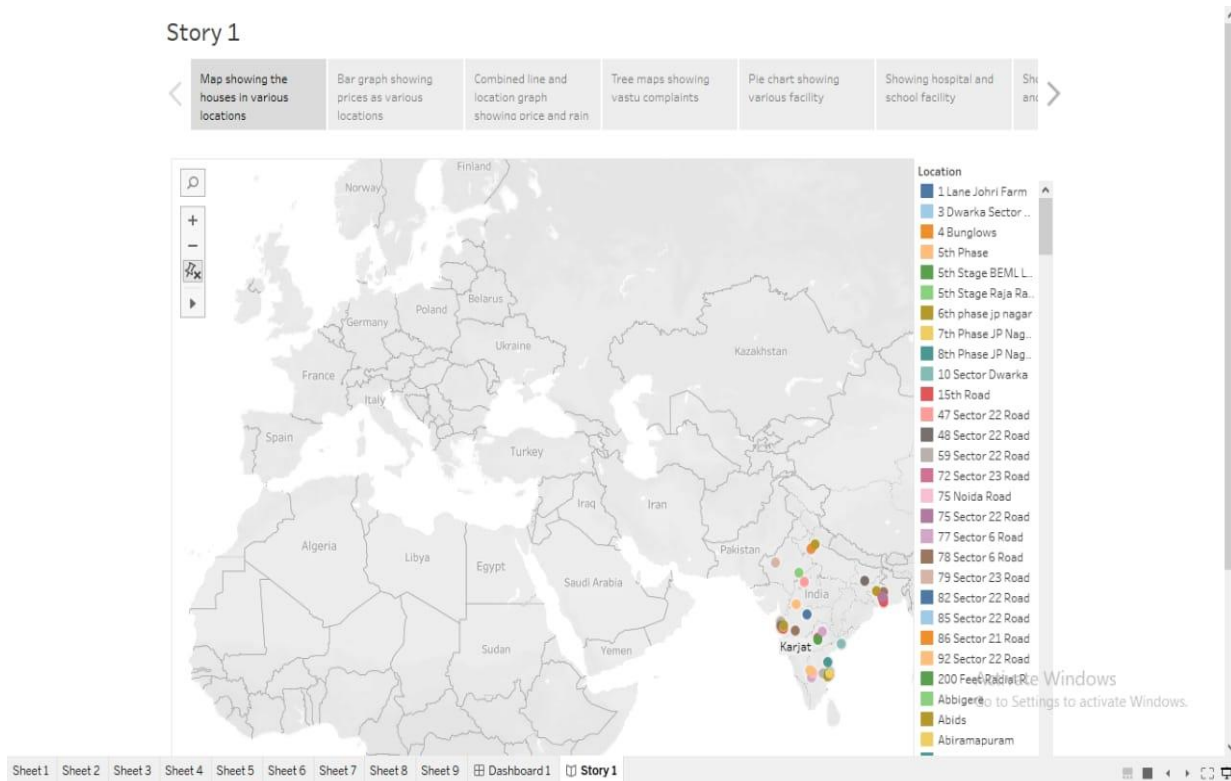 Story 1
Map showing the
houses in various
locations
Bar graph showing
prices as various
locations
Combined line and
location graph
showing price and rain
Tree maps showing
vastu complaints
Pie chart showing
various facility
Showing hospital and
school facility
Finland
Norway
Belarus
Poland
Germany
Ukraine
Kazakhstan
France
Italy
Spain
Turkey
Iraq
Iran
Algeria
Libya
Egypt
Pakistan
Saudi Arabia
India
Karjat
Sudan
Yemen
Location
1 Lane Johri Farm
3 Dwarka Sector ..
4 Bunglows
5th Phase
5th Stage BEML L..
5th Stage Raja Ra..
6th phase jp nagar
7th Phase JP Nag..
8th Phase JP Nag..
10 Sector Dwarka
15th Road
47 Sector 22 Road
48 Sector 22 Road
59 Sector 22 Road
72 Sector 23 Road
75 Noida Road
75 Sector 22 Road
77 Sector 6 Road
78 Sector 6 Road
79 Sector 23 Road
82 Sector 22 Road
85 Sector 22 Road
86 Sector 21 Road
92 Sector 22 Road
200 Feet Radial R..
Abbigere
Abids
Abiramapuram
Activate Windows
Go to Settings to activate Windows.
Sheet 1 Sheet 2 Sheet 3 Sheet 4 Sheet 5 Sheet 6 Sheet 7 Sheet 8 Sheet 9 Dashboard 1 Story 1